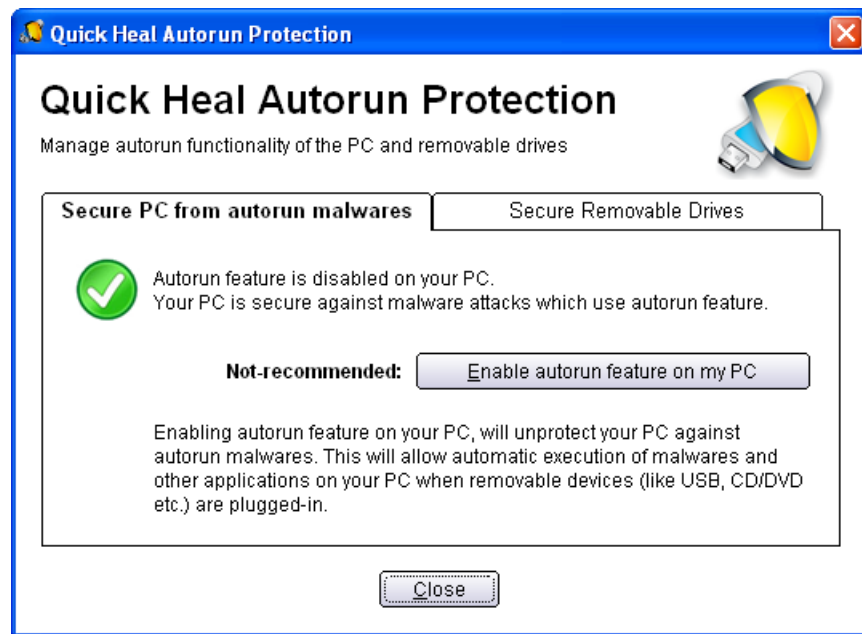 Quick Heal Autorun Protection
Quick Heal Autorun Protection
Manage autorun functionality of the PC and removable drives
Secure PC from autorun malwares
Secure Removable Drives
Autorun feature is disabled on your PC.
Your PC is secure against malware attacks which use autorun feature.
Not-recommended:
Enable autorun feature on my PC
Enabling autorun feature on your PC, will unprotect your PC against
autorun malwares. This will allow automatic execution of malwares and
other applications on your PC when removable devices (like USB, CD/DVD
etc.) are plugged-in.
Close